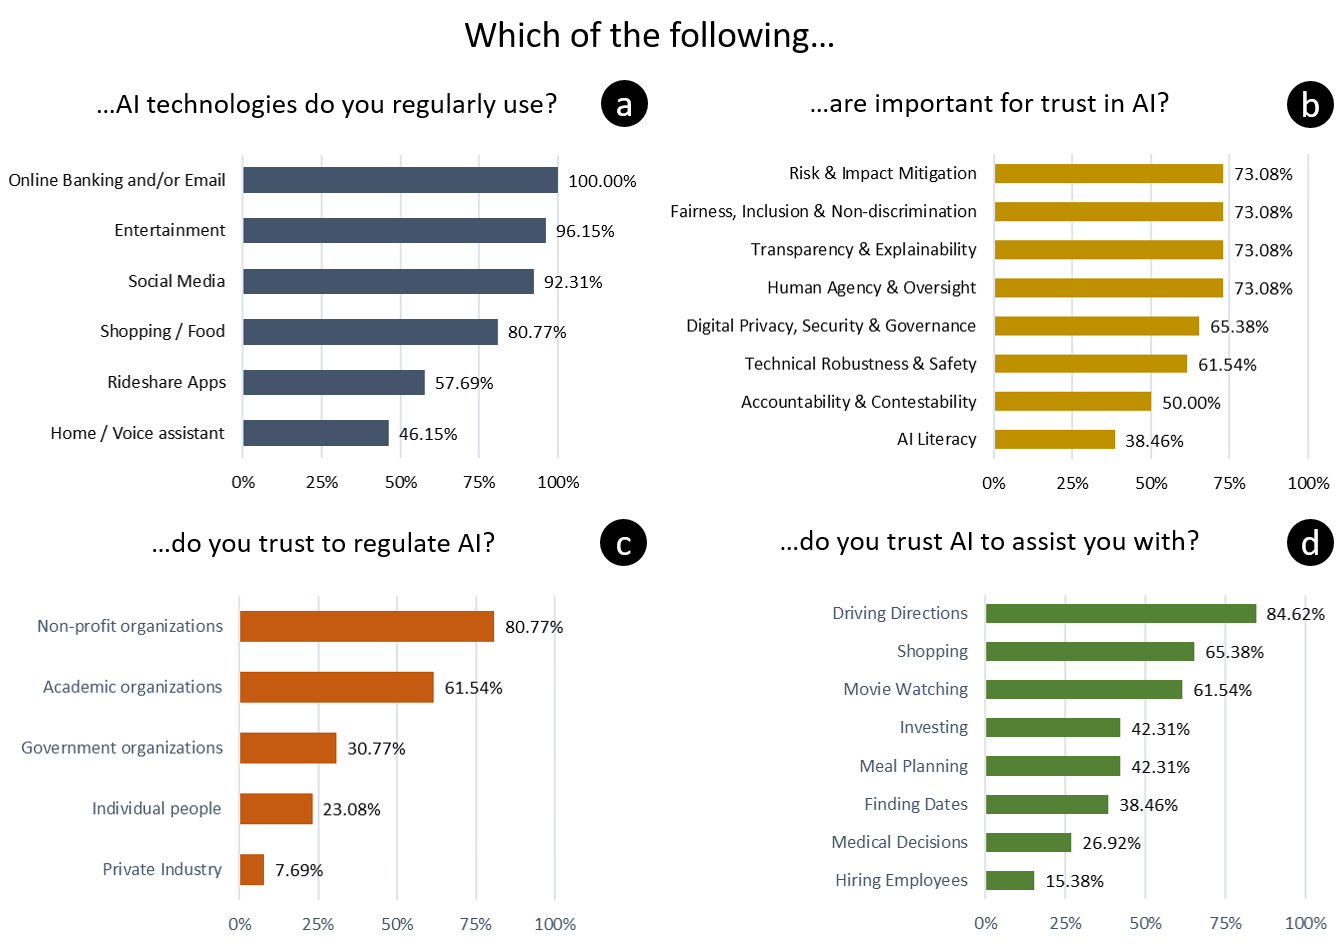 Which of the following...
...AI technologies do you regularly use?
a
Online Banking and/or Email 100.00%
Entertainment 96.15%
Social Media 92.31%
Shopping / Food 80.77%
Rideshare Apps 57.69%
Home / Voice assistant 46.15%
0% 25% 50% 75% 100%
...are important for trust in AI?
b
Risk & Impact Mitigation 73.08%
Fairness, Inclusion & Non-discrimination 73.08%
Transparency & Explainability 73.08%
Human Agency & Oversight 73.08%
Digital Privacy, Security & Governance 65.38%
Technical Robustness & Safety 61.54%
Accountability & Contestability 50.00%
AI Literacy 38.46%
0% 25% 50% 75% 100%
...do you trust to regulate AI?
c
Non-profit organizations 80.77%
Academic organizations 61.54%
Government organizations 30.77%
Individual people 23.08%
Private Industry 7.69%
0% 25% 50% 75% 100%
...do you trust AI to assist you with?
d
Driving Directions 84.62%
Shopping 65.38%
Movie Watching 61.54%
Investing 42.31%
Meal Planning 42.31%
Finding Dates 38.46%
Medical Decisions 26.92%
Hiring Employees 15.38%
0% 25% 50% 75% 100%